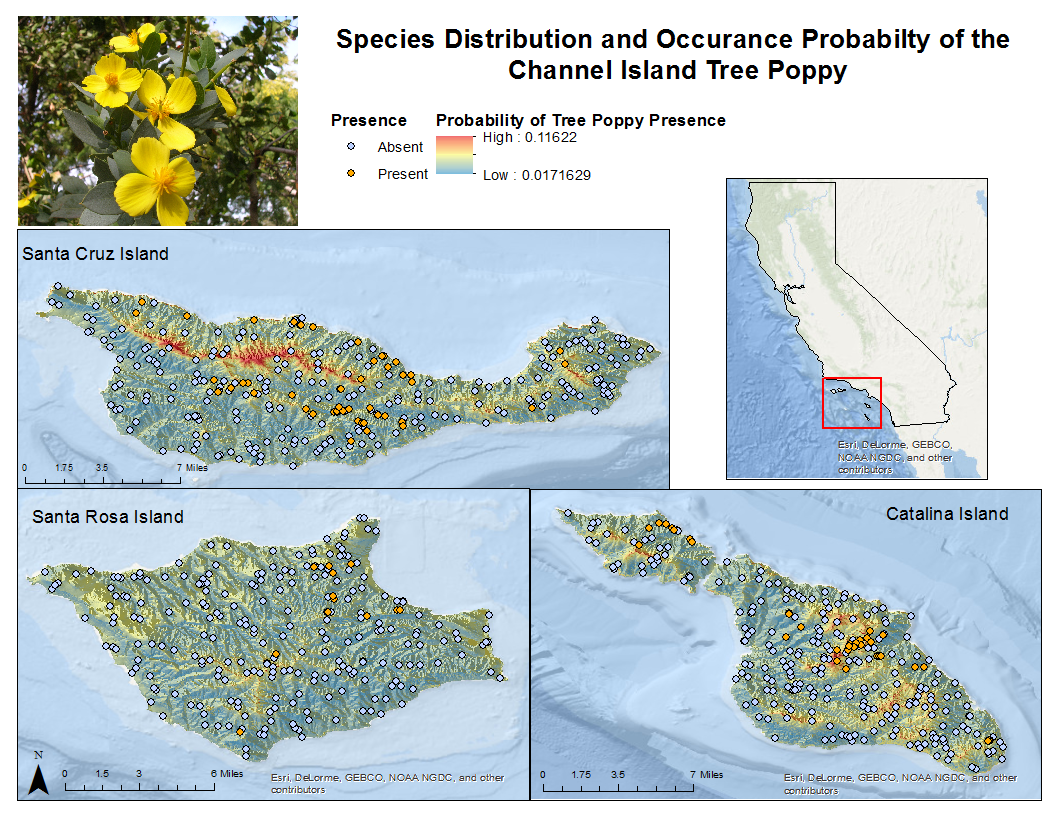 Species Distribution and Occurance Probabilty of the
Channel Island Tree Poppy
Presence
Absent
Present
Probability of Tree Poppy Presence
High : 0.11622
Low : 0.0171629
Santa Cruz Island
0 1.75 3.5 7 Miles
Esri, DeLorme, GEBCO,
NOAA NGDC, and other
contributors
Santa Rosa Island
N
0 1.5 3 6 Miles
Esri, DeLorme, GEBCO, NOAA NGDC, and other
contributors
Catalina Island
0 1.75 3.5 7 Miles
Esri, DeLorme, GEBCO, NOAA NGDC, and other
contributors